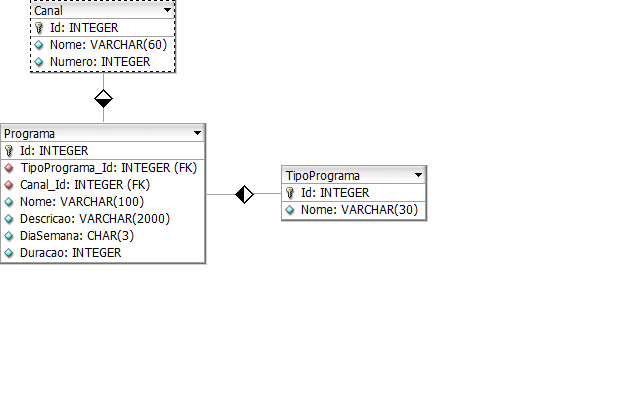 Canal
Id: INTEGER
Nome: VARCHAR(60)
Numero: INTEGER
Programa
Id: INTEGER
TipoPrograma_Id: INTEGER (FK)
Canal_Id: INTEGER (FK)
Nome: VARCHAR(100)
Descricao: VARCHAR(2000)
DiaSemana: CHAR(3)
Duracao: INTEGER
TipoPrograma
Id: INTEGER
Nome: VARCHAR(30)